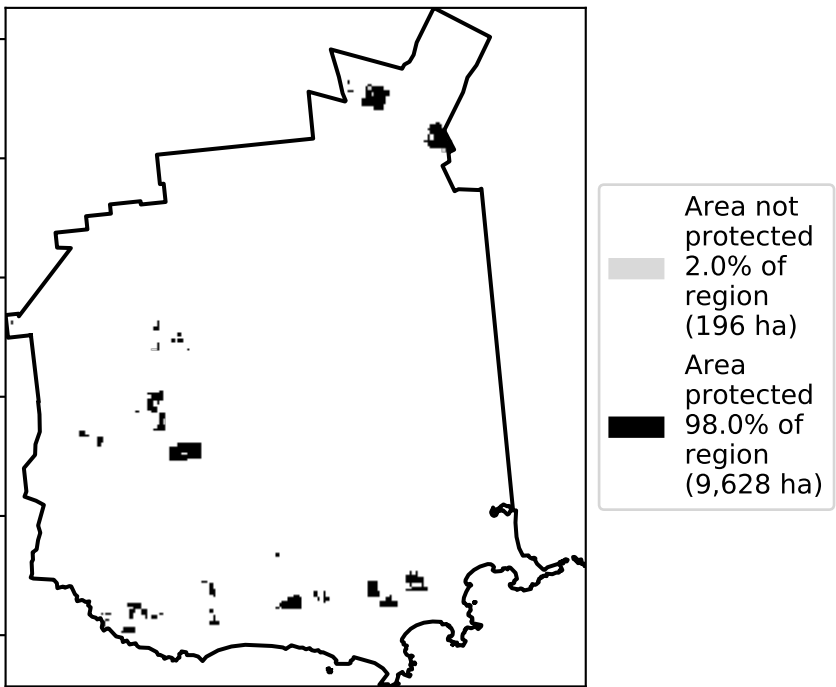 Area not
protected
2.0% of
region
(196 ha)
Area
protected
98.0% of
region
(9,628 ha)